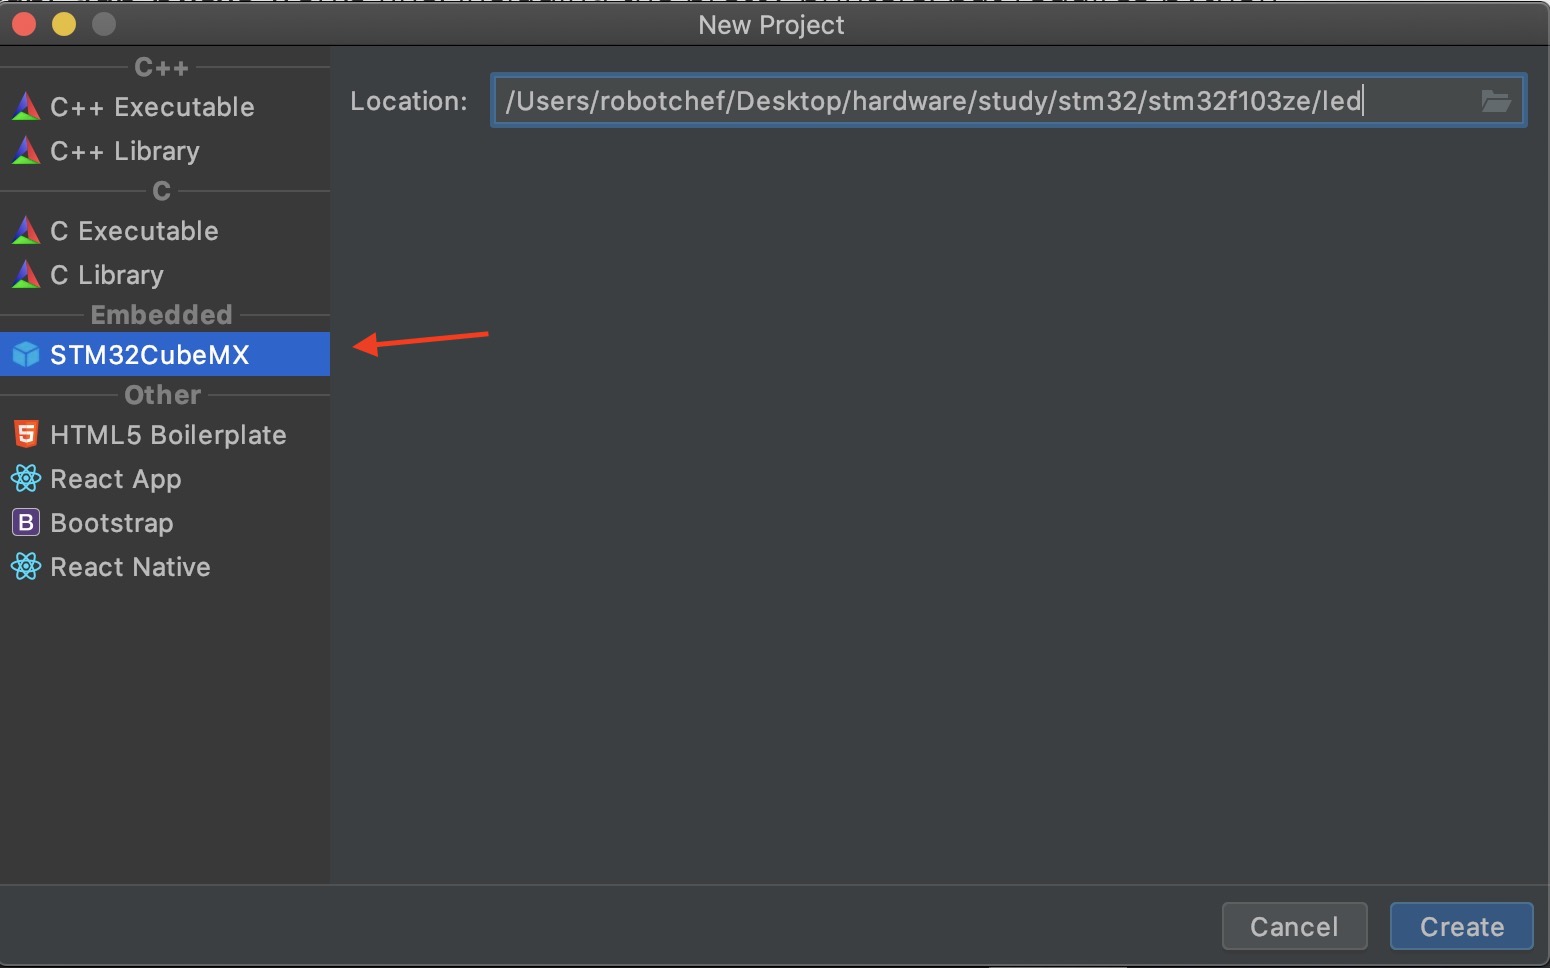 New Project
C++
C++ Executable
C++ Library
C
C Executable
C Library
Embedded
STM32CubeMX
Other
HTML5 Boilerplate
React App
Bootstrap
React Native
Location: /Users/robotchef/Desktop/hardware/study/stm32/stm32f103ze/led
Cancel Create